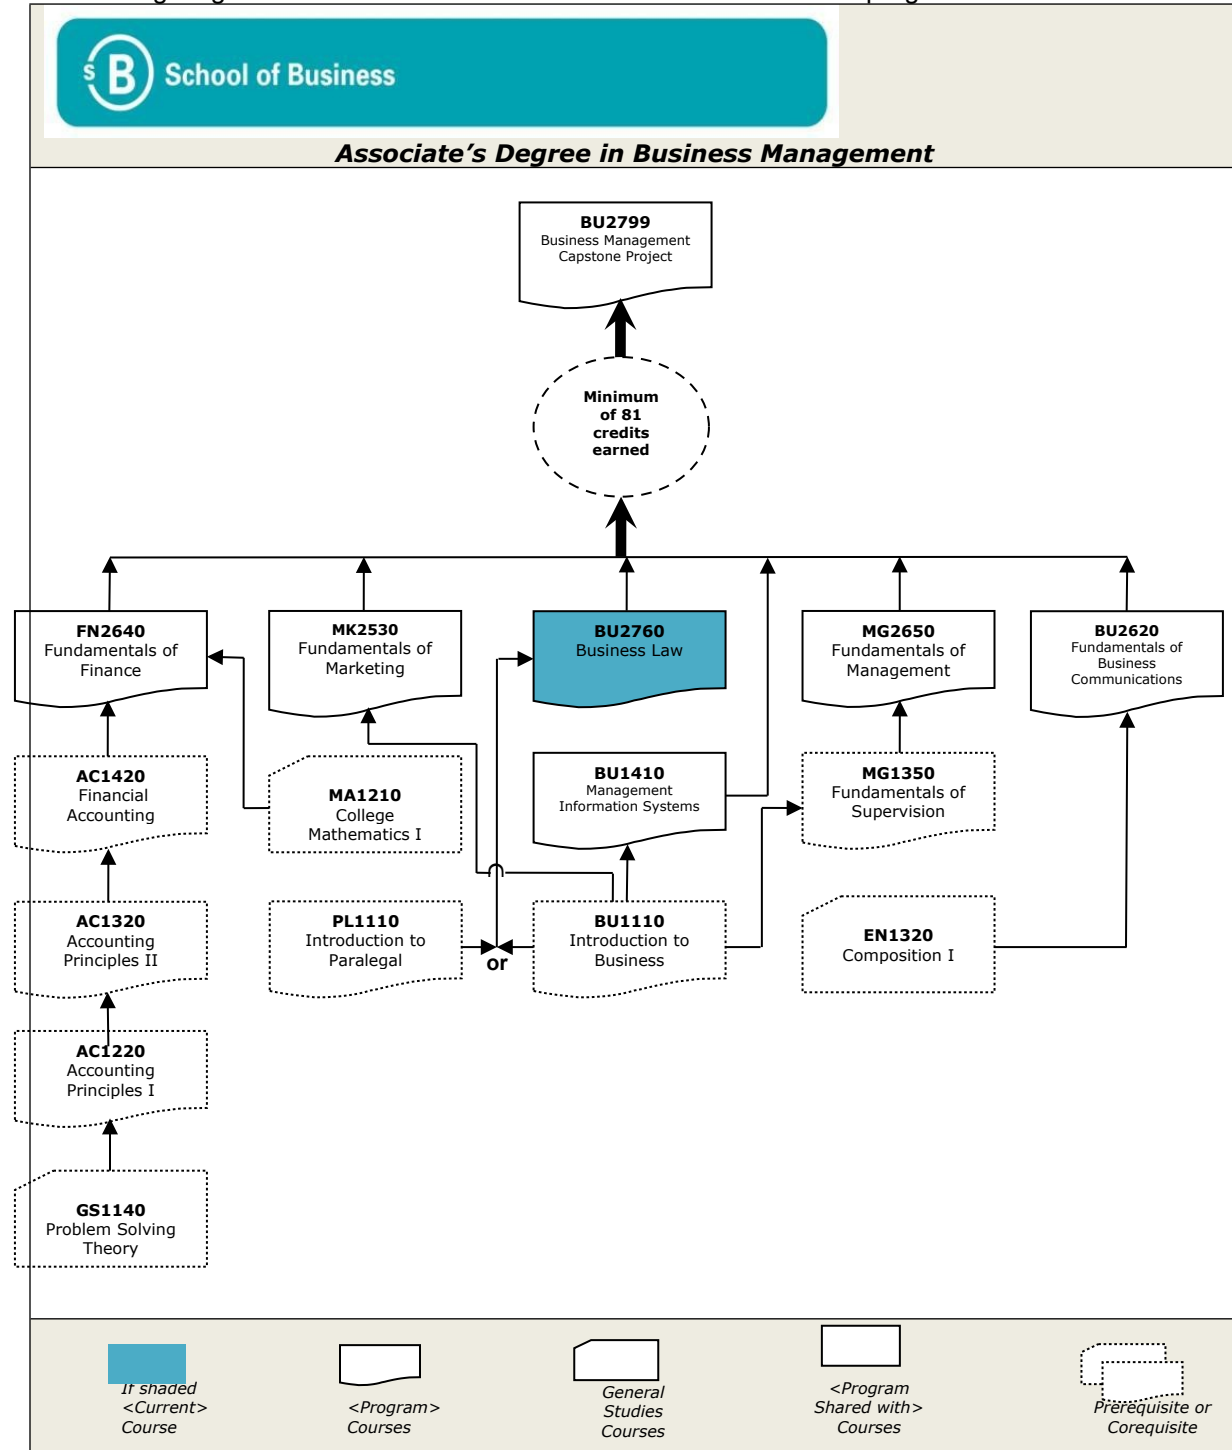 SB School of Business
Associate's Degree in Business Management
BU2799
Business Management
Capstone Project
Minimum
of 81
credits
earned
FN2640
Fundamentals of
Finance
MK2530
Fundamentals of
Marketing
BU2760
Business Law
MG2650
Fundamentals of
Management
BU2620
Fundamentals of
Business
Communications
AC1420
Financial
Accounting
MA1210
College
Mathematics I
BU1410
Management
Information Systems
MG1350
Fundamentals of
Supervision
AC1320
Accounting
Principles II
PL1110
Introduction to
Paralegal
or
BU1110
Introduction to
Business
EN1320
Composition I
AC1220
Accounting
Principles I
GS1140
Problem Solving
Theory
If shaded
<Current>
Course
<Program>
Courses
General
Studies
Courses
<Program
Shared with>
Courses
Prerequisite or
Corequisite